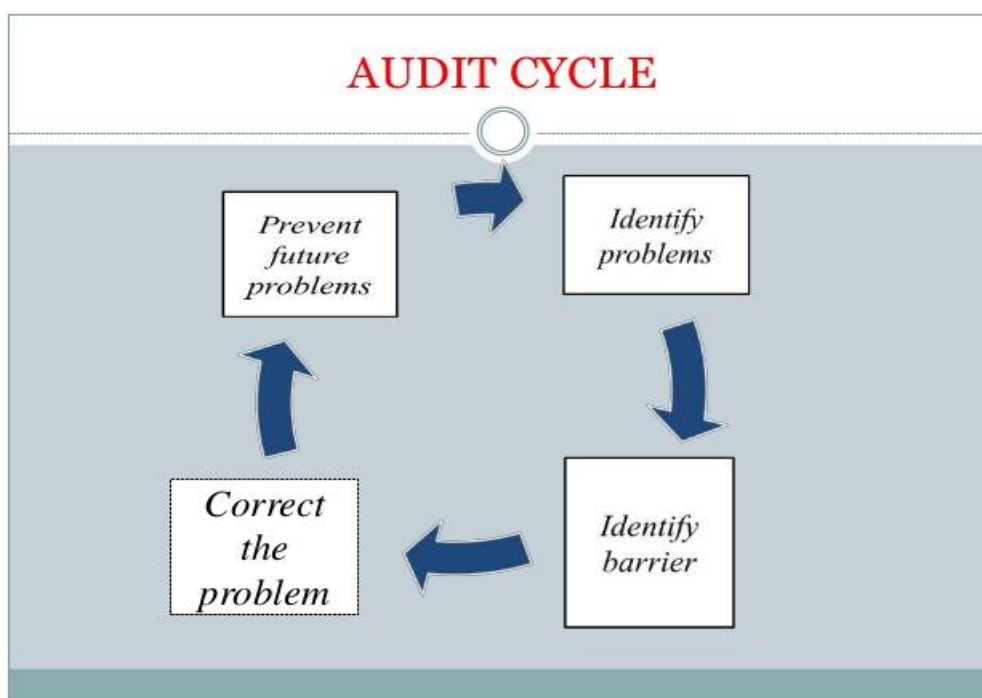 AUDIT CYCLE
Prevent
future
problems
Identify
problems
Correct
the
problem
Identify
barrier